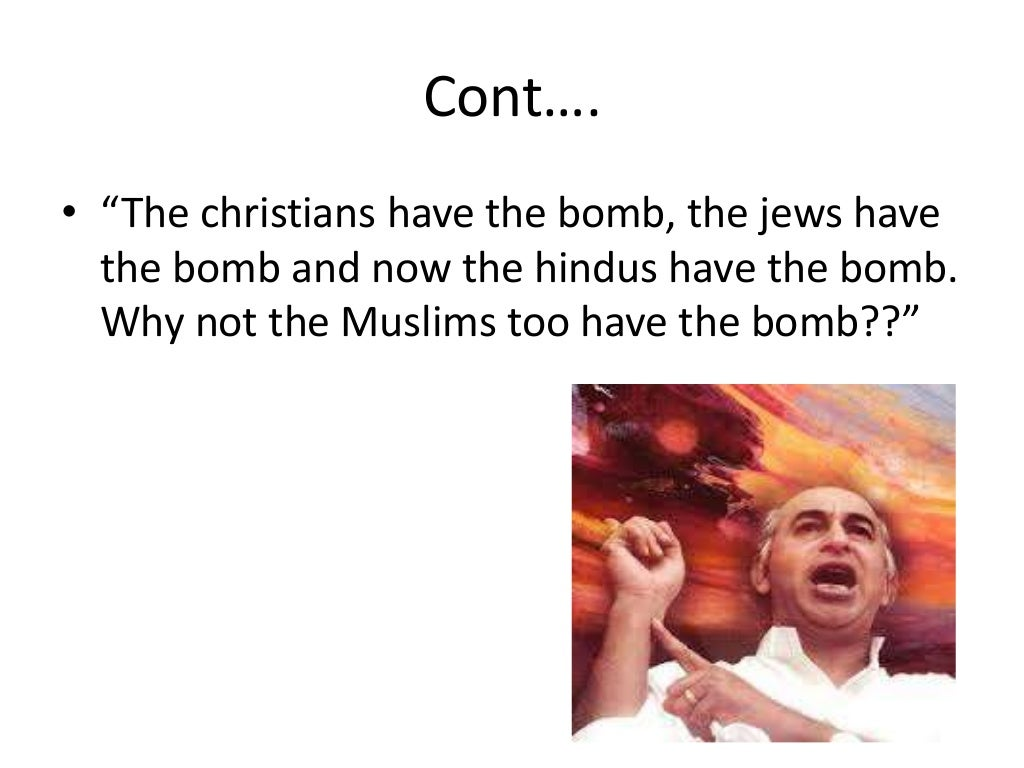 Cont….
• “The christians have the bomb, the jews have
the bomb and now the hindus have the bomb.
Why not the Muslims too have the bomb??”